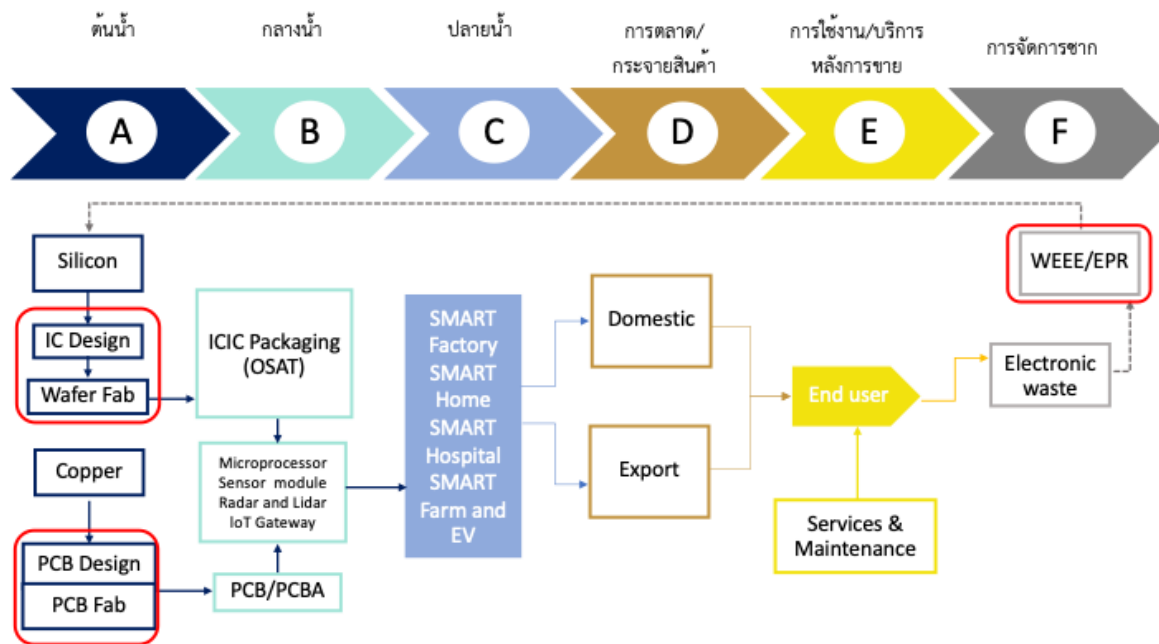 ต้นน้ำ
กลางน้ำ
ปลายน้ำ
การตลาด/
กระจายสินค้า
การใช้งาน/บริการ
หลังการขาย
การจัดการซาก
A
B
C
D
E
F
Silicon
IC Design
Wafer Fab
Copper
PCB Design
PCB Fab
ICIC Packaging
(OSAT)
Microprocessor
Sensor module
Radar and Lidar
IoT Gateway
PCB/PCBA
SMART
Factory
SMART
Home
SMART
Hospital
SMART
Farm and
EV
Domestic
Export
End user
Services &
Maintenance
WEEE/EPR
Electronic
waste